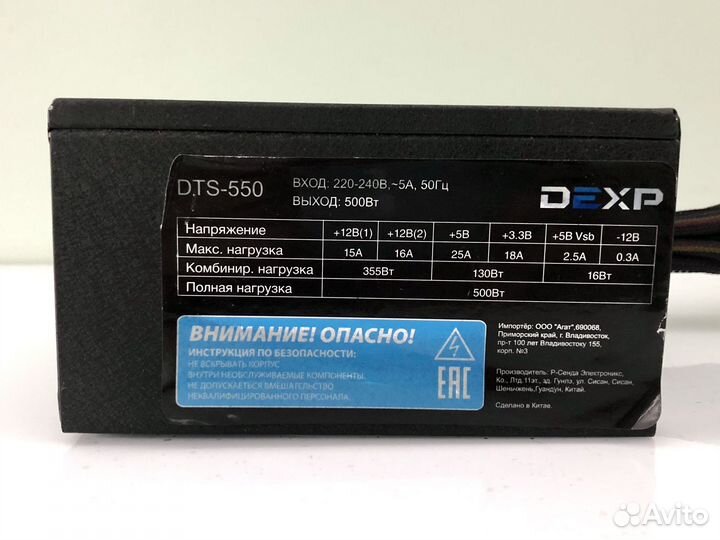 DTS-550
ВХОД: 220-240В,~5А, 50Гц
ВЫХОД: 500Вт
DEXP
Напряжение +12В(1) +12В(2) +5В +3.3В +5В Vsb -12В
Макс. нагрузка 15А 16А 25А 18А 2.5А 0.3А
Комбинир. нагрузка 355Вт 130Вт 16Вт
Полная нагрузка 500Вт
ВНИМАНИЕ! ОПАСНО!
ИНСТРУКЦИЯ ПО БЕЗОПАСНОСТИ:
НЕ ВСКРЫВАТЬ КОРПУС
ВНУТРИ НЕОБСЛУЖИВАЕМЫЕ КОМПОНЕНТЫ.
НЕ ДОПУСКАЕТЬСЯ ВМЕШАТЕЛЬСТВО
НЕКВАЛИФИЦИРОВАННОГО ПЕРСОНАЛА.
EAC
Импортёр: ООО "Агат",690068,
Приморский край, г. Владивосток,
пр-т 100 лет Владивостоку 155,
корп. №3
Производитель: Р-Сенда Электроникс,
Ко., Лтд.11эт., зд. Гунлэ, ул. Сисан, Сисан,
Шеньчжень,Гуандун, Китай.
Сделано в Китае.
Avito